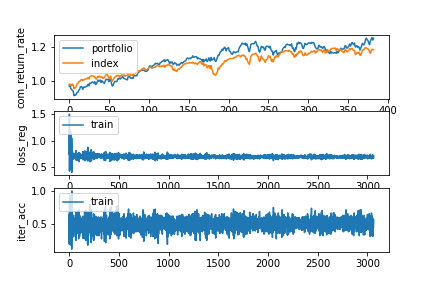 com_return_rate
1.2
1.0
portfolio
index
0 50 100 150 200 250 300 350 400
loss_reg
1.5
1.0
0.5
train
0 500 1000 1500 2000 2500 3000
iter_acc
1.0
0.5
train
0 500 1000 1500 2000 2500 3000